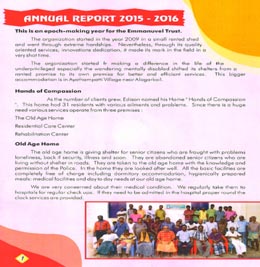 ANNUAL REPORT 2015 - 2016
This is an epoch-making year for the Emmanuvel Trust.
The organisation started in the year 2009 in a small rented shed
and went through extreme hardships. Nevertheless, through its quality
oriented services, innovations dedication, it made its mark in the field in a
very short time.
The organisation started & making a difference in the life of the
underprivileged especially the wandering mentally disabled shifted its shelters from a
rented promise to its own promise for better and efficient services. This bigger
accommodation is in Ayathampatti Village near Alagarkoil.
Hands of Compassion
As the number of clients grew, Edison named his Home " Hands of Compassion
". This home had 31 residents with various ailments and problems. Since there is a huge
need various services operate from three premises :
The Old Age Home
Residential Care Center
Rehabilitation Center
Old Age Home
The old age home is giving shelter for senior citizens who are fraught with problems
loneliness, back if security, illness and soon. They are abandoned senior citizens who are
living without shelter in roads. They are taken to the old age home with the knowledge and
permission of the Police. In the home they are looked after well. All the basic facilities are
completely free of charge including dormitory accommodation, hygienically prepared
meals, medical facilities and day to day needs at our old age home.
We are very concerned about their medical condition. We regularly take them to
hospitals for regular check ups. If they need to be admitted in the hospital proper round the
clock services are provided.